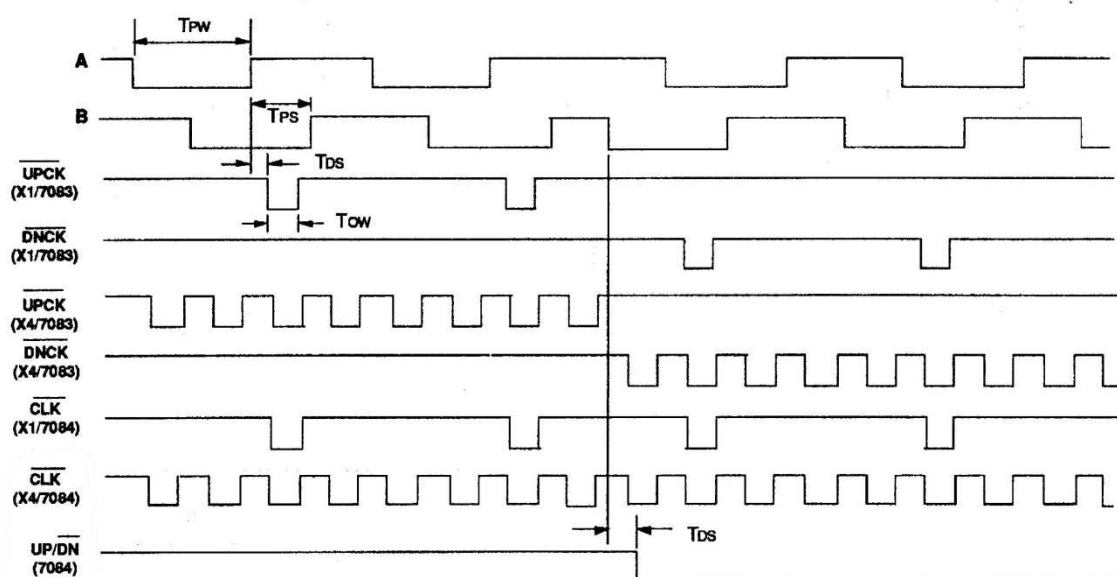 TPW
A
TPS
B
TDS
UPCK
(X1/7083)
TOW
DNCK
(X1/7083)
UPCK
(X4/7083)
DNCK
(X4/7083)
CLK
(X1/7084)
CLK
(X4/7084)
TDS
UP/DN
(7084)